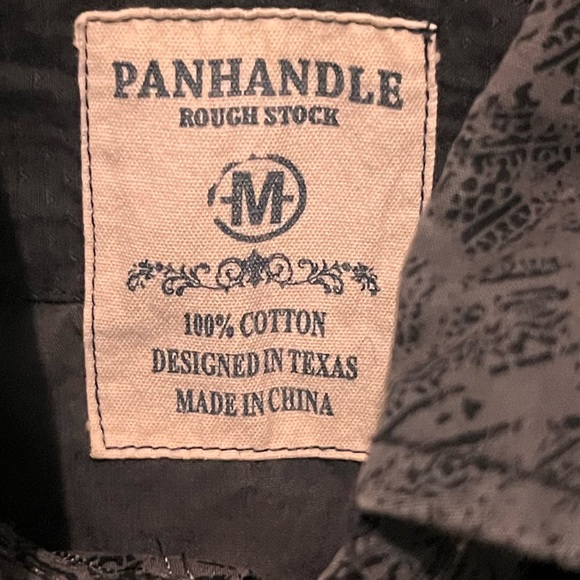 PANHANDLE
ROUGH STOCK
M
100% COTTON
DESIGNED IN TEXAS
MADE IN CHINA